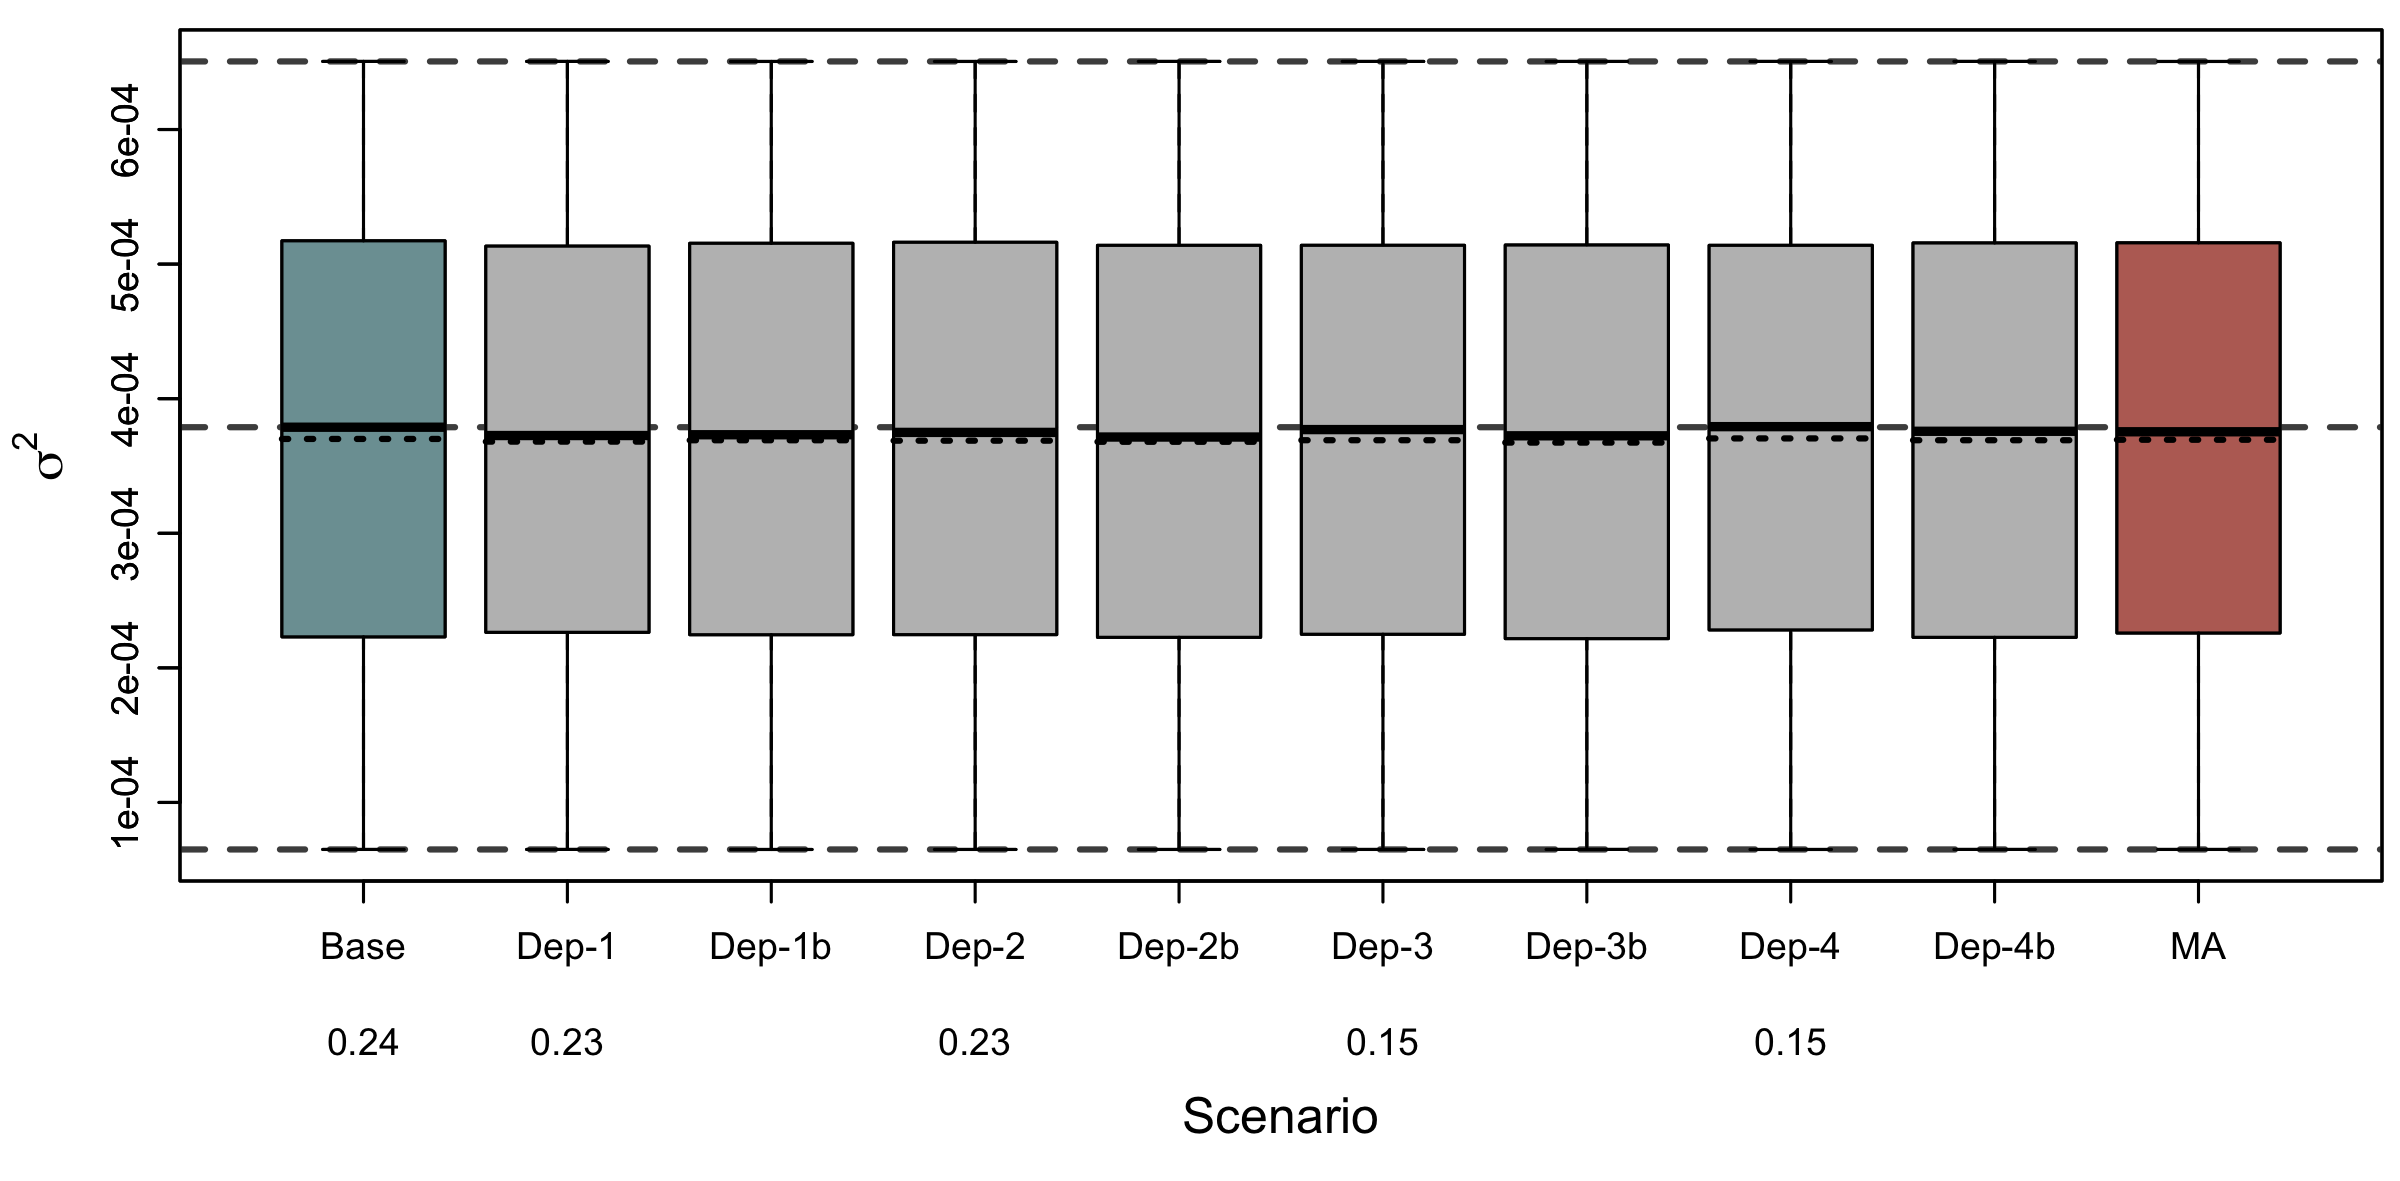 σ2
6e-04
5e-04
4e-04
3e-04
2e-04
1e-04
Base Dep-1 Dep-1b Dep-2 Dep-2b Dep-3 Dep-3b Dep-4 Dep-4b MA
0.24 0.23 0.23 0.15 0.15
Scenario